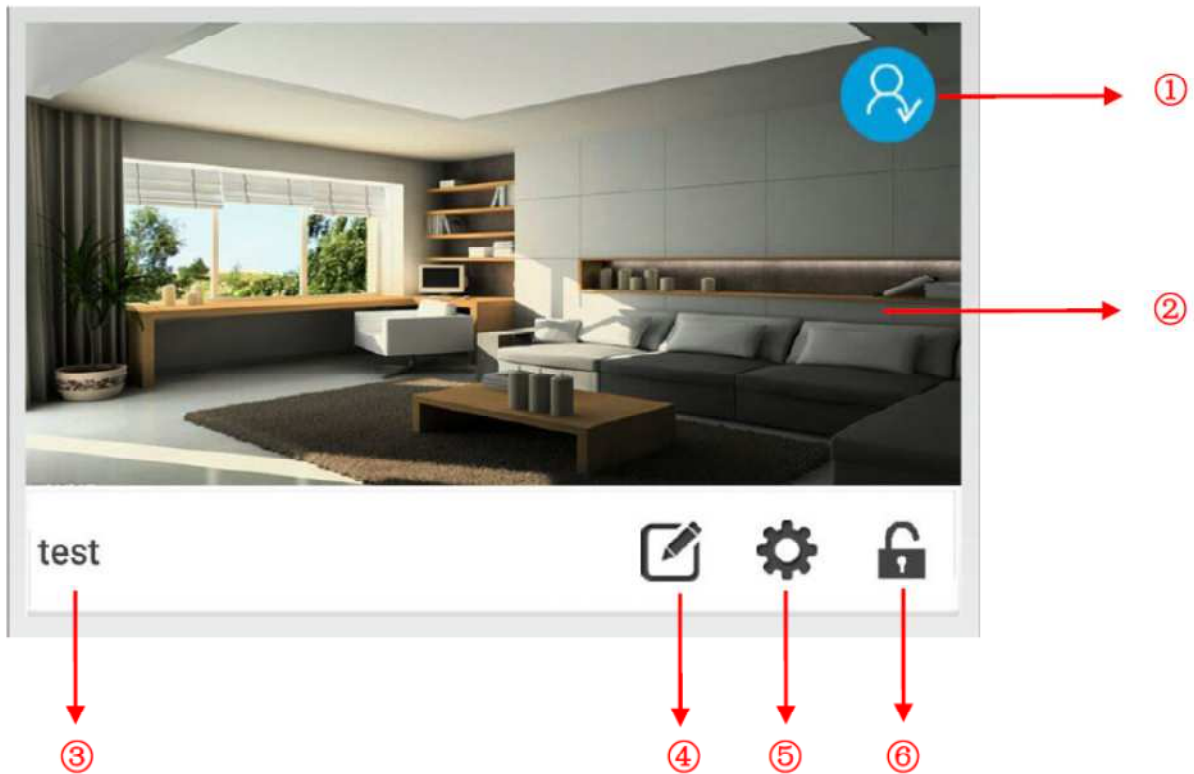 ①
②
test
③ ④ ⑤ ⑥